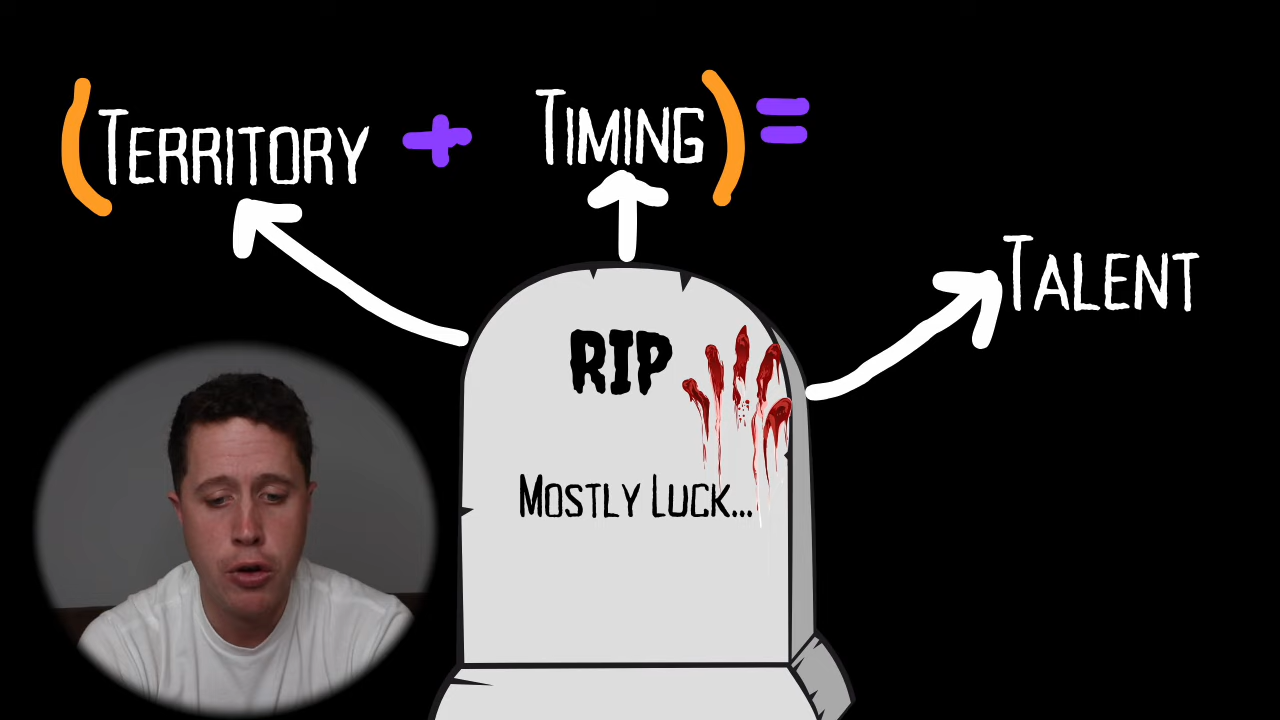 (Territory + Timing) =
Talent
RIP
Mostly Luck...